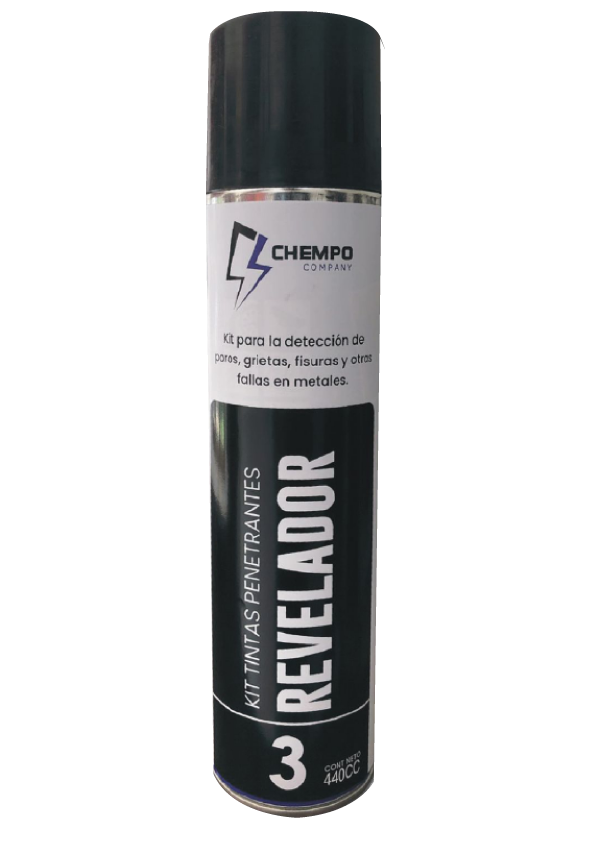 CHEMPO
COMPANY
Kit para la detección de
poros, grietas, fisuras y otras
fallas en metales.
KIT TINTAS PENETRANTES
REVELADOR
3
CONT. NETO
440CC